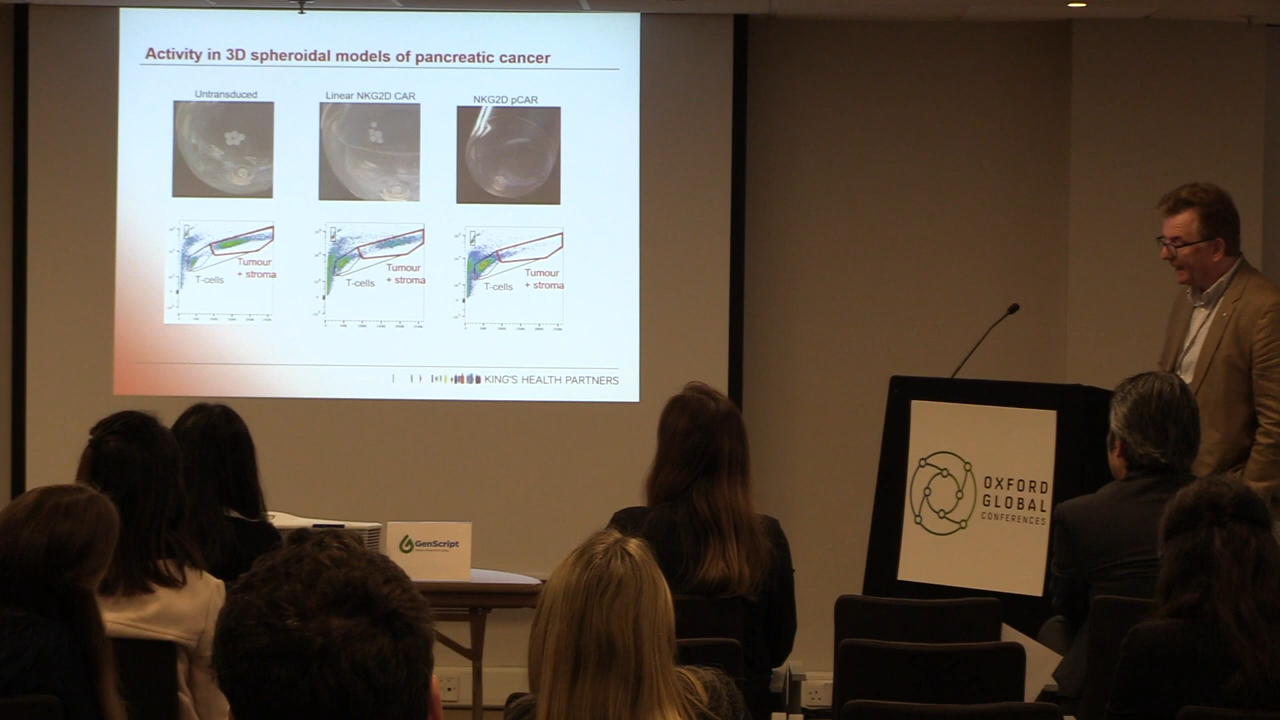 Activity in 3D spheroidal models of pancreatic cancer
Untransduced
Linear NKG2D CAR
NKG2D pCAR
T-cells
Tumour
+ stroma
T-cells
Tumour
+ stroma
T-cells
Tumour
+ stroma
KING'S HEALTH PARTNERS
GenScript
OXFORD
GLOBAL
CONFERENCES